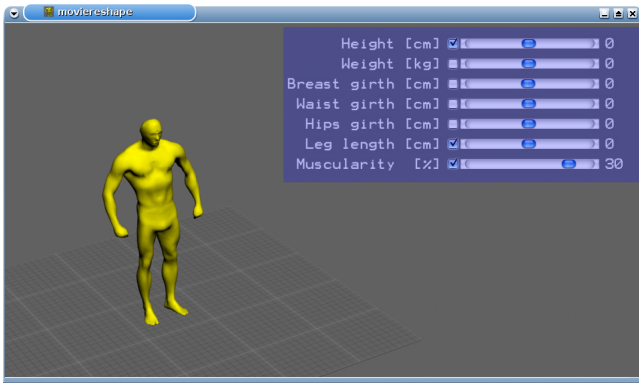 moviereshape
Height [cm] 0
Weight [kg] 0
Breast girth [cm] 0
Waist girth [cm] 0
Hips girth [cm] 0
Leg length [cm] 0
Muscularity [%] 30